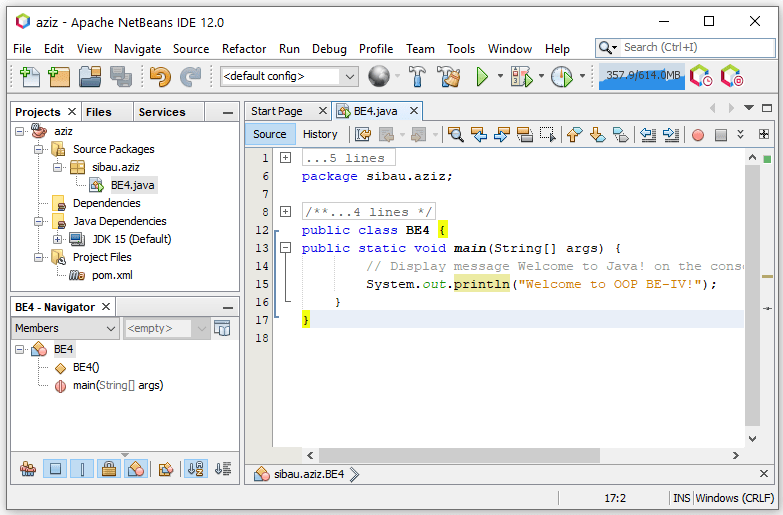 aziz - Apache NetBeans IDE 12.0
File Edit View Navigate Source Refactor Run Debug Profile Team Tools Window Help
Search (Ctrl+I)
<default config>
357.9/614.0MB
Projects Files Services
aziz
Source Packages
sibau.aziz
BE4.java
Dependencies
Java Dependencies
JDK 15 (Default)
Project Files
pom.xml
BE4 - Navigator
Members <empty>
BE4
BE4()
main(String[] args)
Start Page BE4.java
Source History
1 ...5 lines
6 package sibau.aziz;
7
8 /**...4 lines */
12 public class BE4 {
13 public static void main(String[] args) {
14 // Display message Welcome to Java! on the cons
15 System.out.println("Welcome to OOP BE-IV!");
16 }
17 }
18
sibau.aziz.BE4
17:2 INS Windows (CRLF)